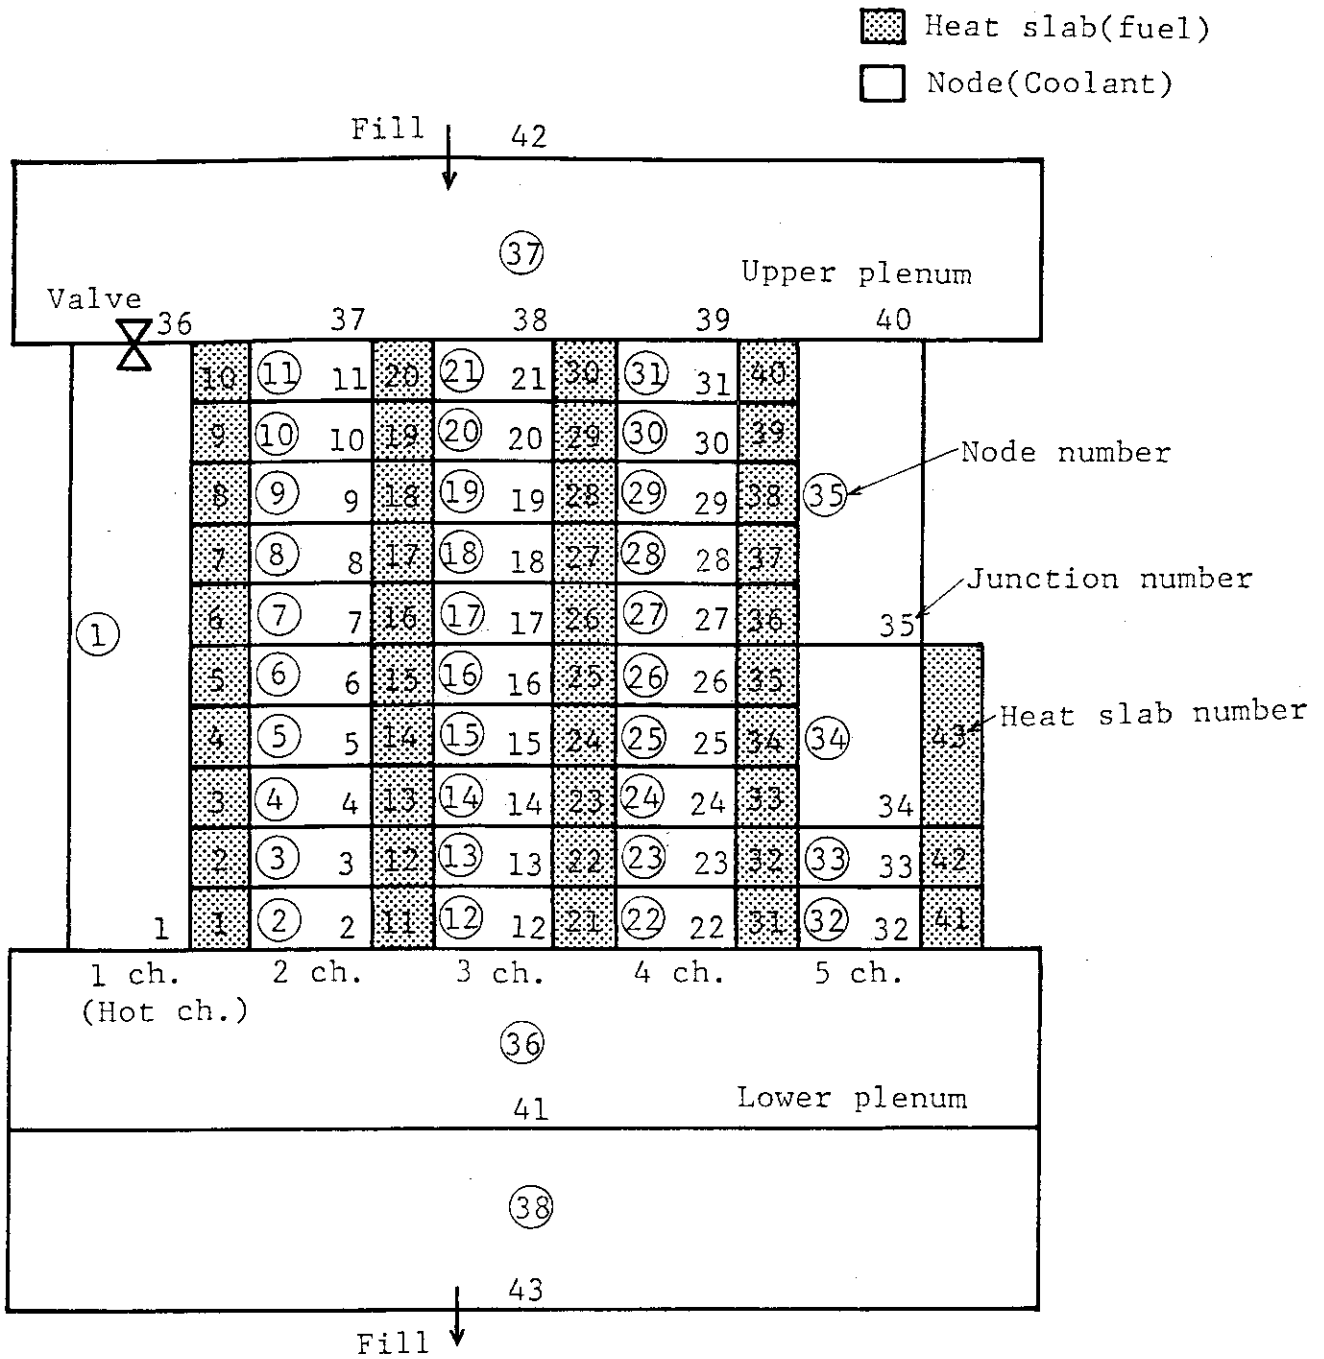 Heat slab(fuel)
Node(Coolant)
Fill 42
37
Upper plenum
Valve
36 37 38 39 40
10 11 11 20 21 21 30 31 31 40
9 10 10 19 20 20 29 30 30 39
Node number
8 9 9 18 19 19 28 29 29 38 35
7 8 8 17 18 18 27 28 28 37
Junction number
1 6 7 7 16 17 17 26 27 27 36 35
5 6 6 15 16 16 25 26 26 35
Heat slab number
4 5 5 14 15 15 24 25 25 34 34 43
3 4 4 13 14 14 23 24 24 33 34
2 3 3 12 13 13 22 23 23 32 33 33 42
1 1 2 2 11 12 12 21 22 22 31 32 32 41
1 ch. 2 ch. 3 ch. 4 ch. 5 ch.
(Hot ch.)
36
Lower plenum
41
38
43
Fill